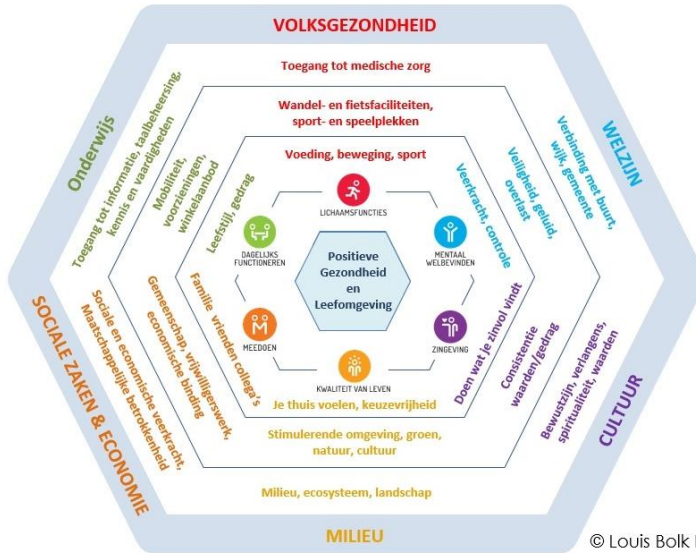 VOLKSGEZONDHEID
Toegang tot medische zorg
Wandel- en fietsfaciliteiten,
sport- en speelplekken
Voeding, beweging, sport
LICHAAMSFUNCTIES
WELZIJN
Verbinding met buurt,
wijk, gemeente
Veiligheid, geluid,
overlast
Veerkracht, controle
MENTAAL
WELBEVINDEN
CULTUUR
Bewustzijn, verlangens,
spiritualiteit, waarden
Consistentie
waarden/gedrag
Doen wat je zinvol vindt
ZINGEVING
KWALITEIT VAN LEVEN
Je thuis voelen, keuzevrijheid
Stimulerende omgeving, groen,
natuur, cultuur
Milieu, ecosysteem, landschap
MILIEU
SOCIALE ZAKEN & ECONOMIE
Sociale en economische veerkracht,
Maatschappelijke betrokkenheid
Gemeenschap, vrijwilligerswerk,
economische binding
Familie vrienden collega's
MEEDOEN
Onderwijs
Toegang tot informatie, taalbeheersing,
kennis en vaardigheden
Mobiliteit,
voorzieningen,
winkelaanbod
Leefstijl, gedrag
DAGELIJKS
FUNCTIONEREN
Positieve
Gezondheid
en
Leefomgeving
© Louis Bolk